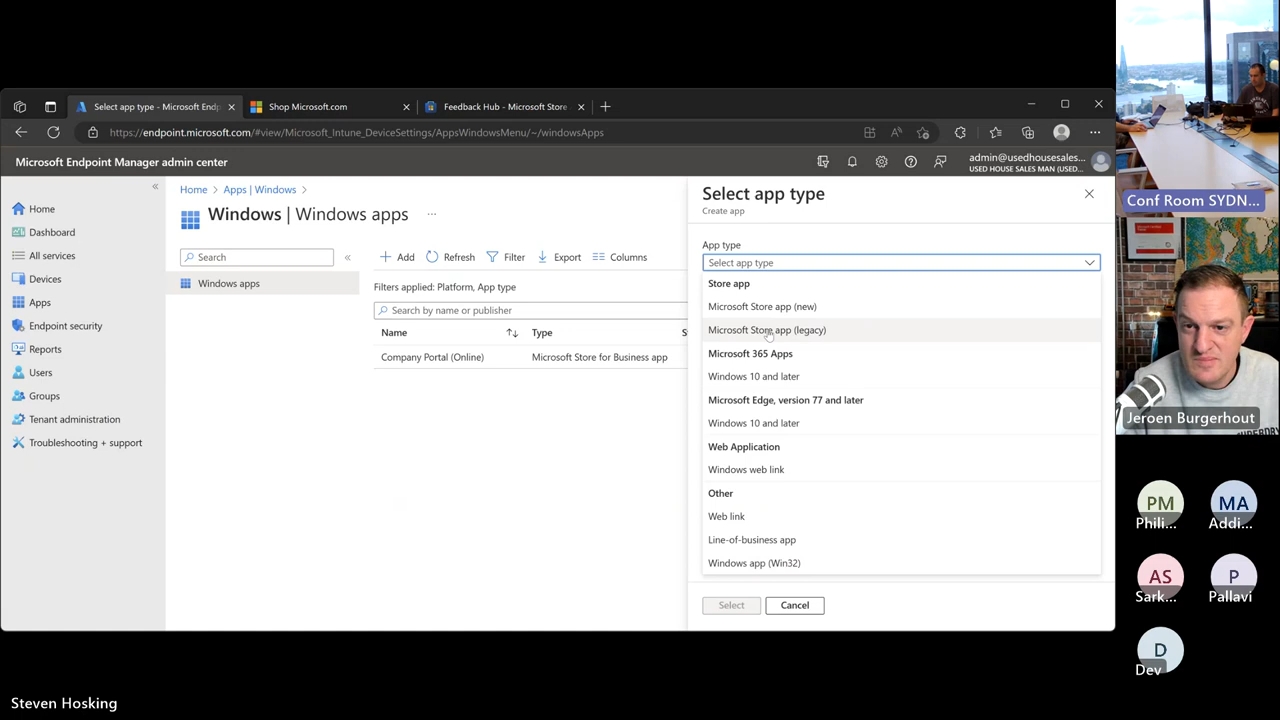 Select app type - Microsoft Endp
Shop Microsoft.com
Feedback Hub - Microsoft Store
https://endpoint.microsoft.com/#view/Microsoft_Intune_DeviceSettings/AppsWindowsMenu/~/windowsApps
Microsoft Endpoint Manager admin center
admin@usedhousesales...
USED HOUSE SALES MAN (USED...
Home
Dashboard
All services
Devices
Apps
Endpoint security
Reports
Users
Groups
Tenant administration
Troubleshooting + support
Home > Apps | Windows >
Windows | Windows apps ...
Search
Windows apps
Add Refresh Filter Export Columns
Filters applied: Platform, App type
Search by name or publisher
Name Type S
Company Portal (Online) Microsoft Store for Business app
Select app type
Create app
App type
Select app type
Store app
Microsoft Store app (new)
Microsoft Store app (legacy)
Microsoft 365 Apps
Windows 10 and later
Microsoft Edge, version 77 and later
Windows 10 and later
Web Application
Windows web link
Other
Web link
Line-of-business app
Windows app (Win32)
Select Cancel
Conf Room SYDN...
Jeroen Burgerhout
PM
Phili...
MA
Addi...
AS
Sark...
P
Pallavi
D
Dev
Steven Hosking